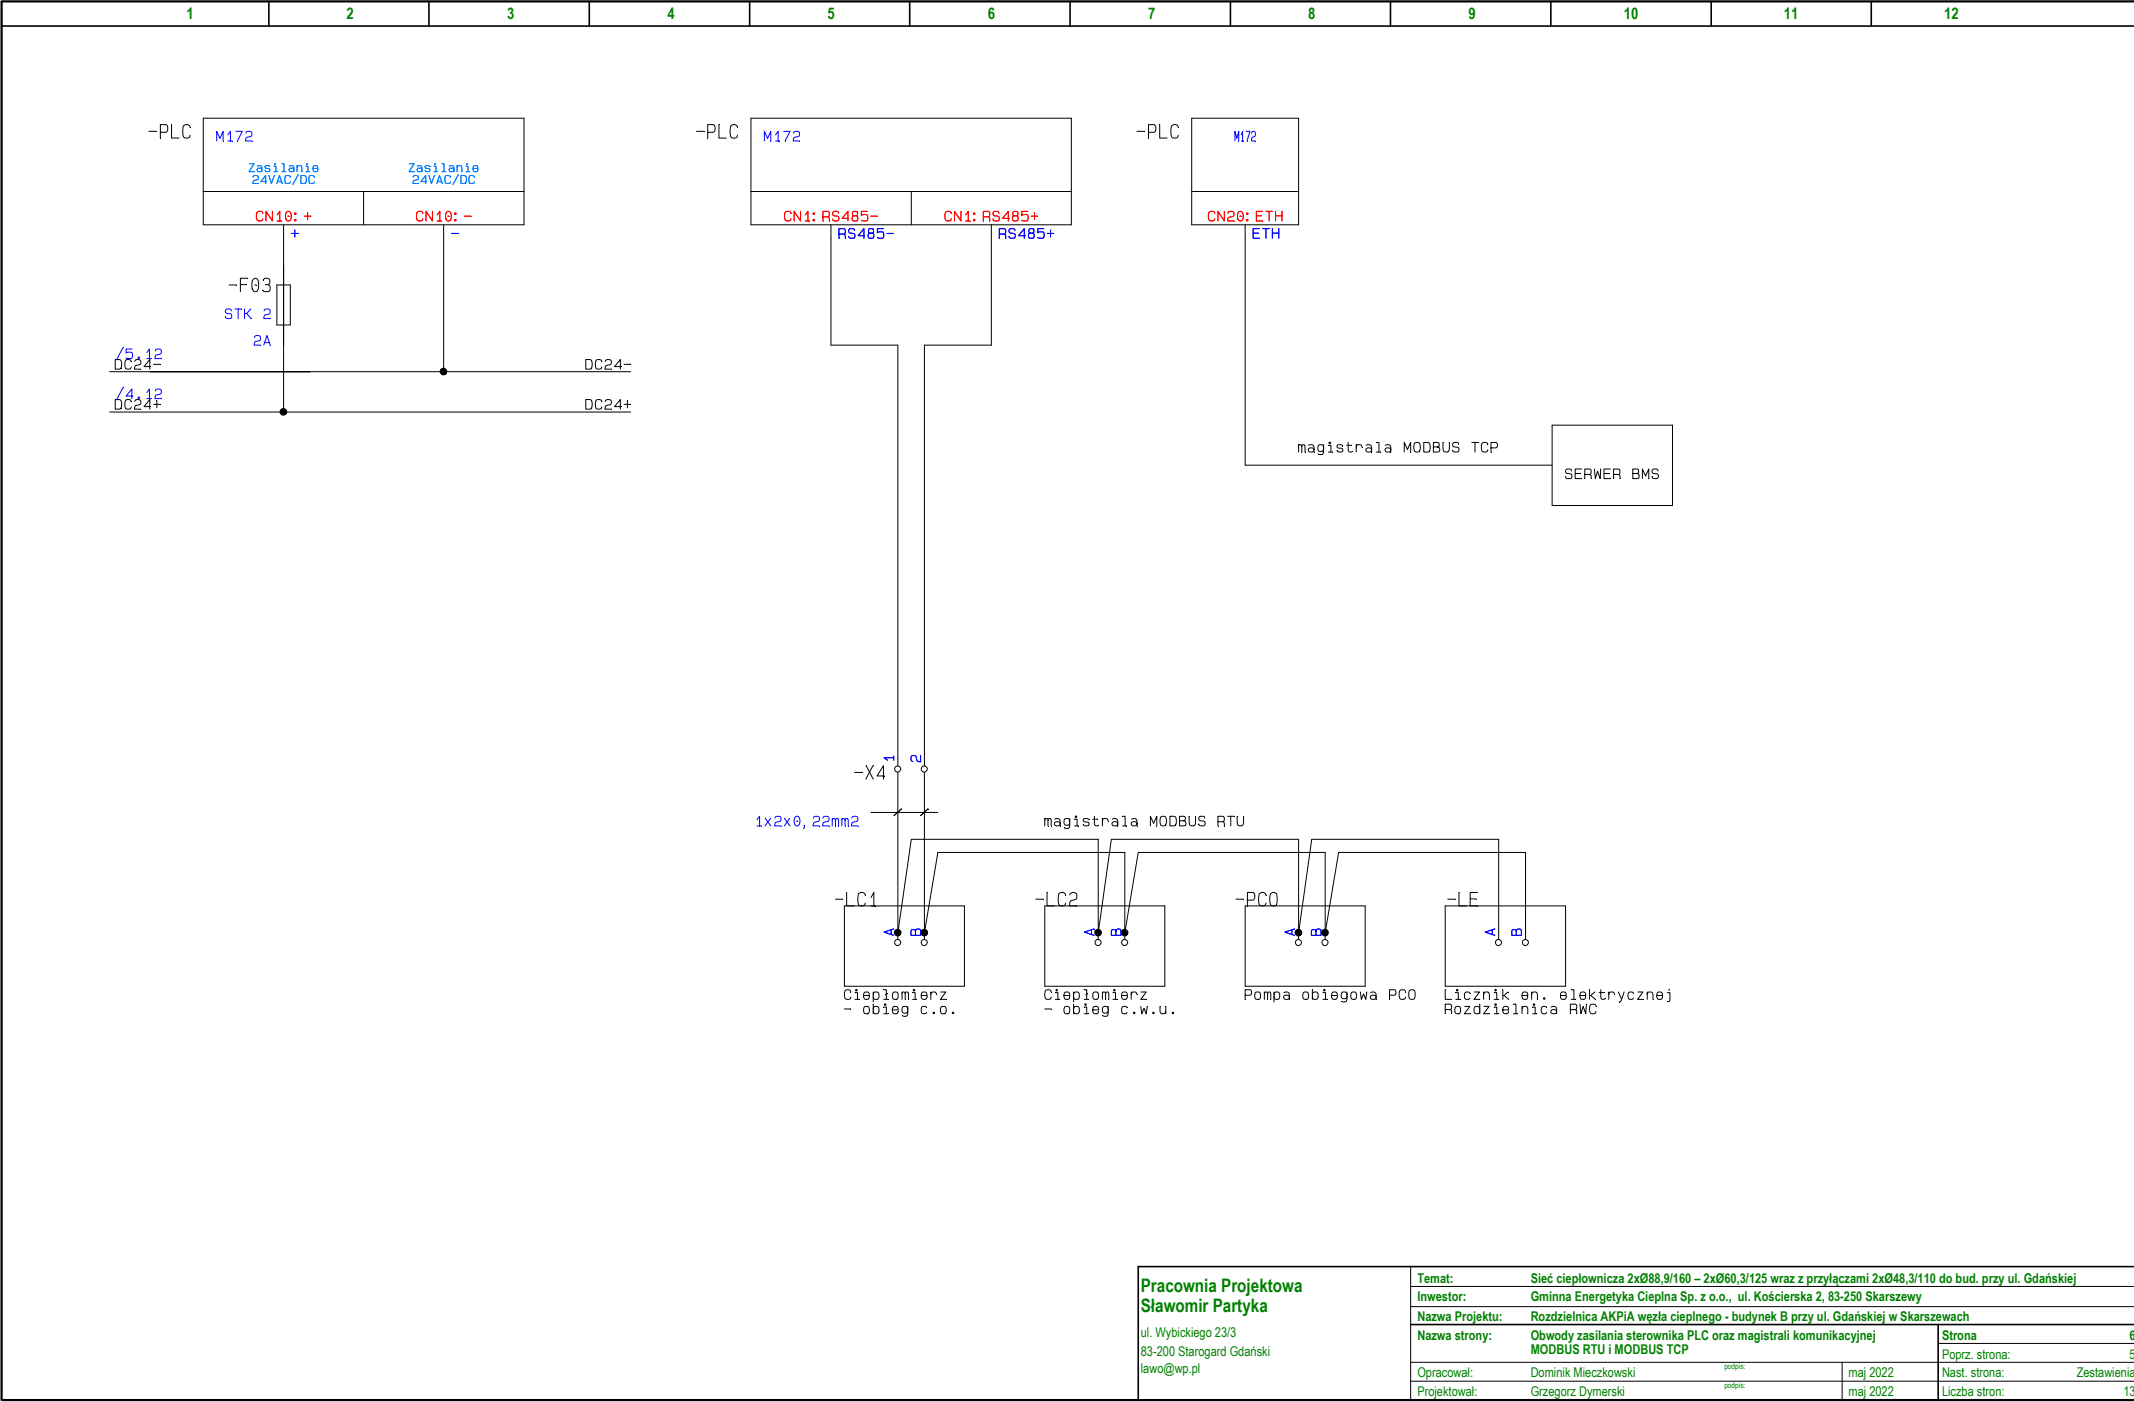 1 2 3 4 5 6 7 8 9 10 11 12
-PLC
M172
Zasilanie
24VAC/DC
Zasilanie
24VAC/DC
CN10: +
CN10: -
+
-
-F03
STK 2
2A
/5.12
DC24-
DC24-
/4.12
DC24+
DC24+
-PLC
M172
CN1: RS485-
CN1: RS485+
RS485-
RS485+
-PLC
M172
CN20: ETH
ETH
magistrala MODBUS TCP
SERWER BMS
1
2
-X4
1x2x0,22mm2
magistrala MODBUS RTU
-LC1
A
B
Ciepłomierz
- obieg c.o.
-LC2
A
B
Ciepłomierz
- obieg c.w.u.
-PCO
A
B
Pompa obiegowa PCO
-LE
A
B
Licznik en. elektrycznej
Rozdzielnica RWC
Pracownia Projektowa
Sławomir Partyka
ul. Wybickiego 23/3
83-200 Starogard Gdański
lawo@wp.pl
Temat: Sieć ciepłownicza 2xØ88,9/160 – 2xØ60,3/125 wraz z przyłączami 2xØ48,3/110 do bud. przy ul. Gdańskiej
Inwestor: Gminna Energetyka Cieplna Sp. z o.o., ul. Kościerska 2, 83-250 Skarszewy
Nazwa Projektu: Rozdzielnica AKPiA węzła cieplnego - budynek B przy ul. Gdańskiej w Skarszewach
Nazwa strony: Obwody zasilania sterownika PLC oraz magistrali komunikacyjnej
MODBUS RTU i MODBUS TCP
Strona 6
Poprz. strona: 5
Opracował: Dominik Mieczkowski podpis: maj 2022 Nast. strona: Zestawienia
Projektował: Grzegorz Dymerski podpis: maj 2022 Liczba stron: 13